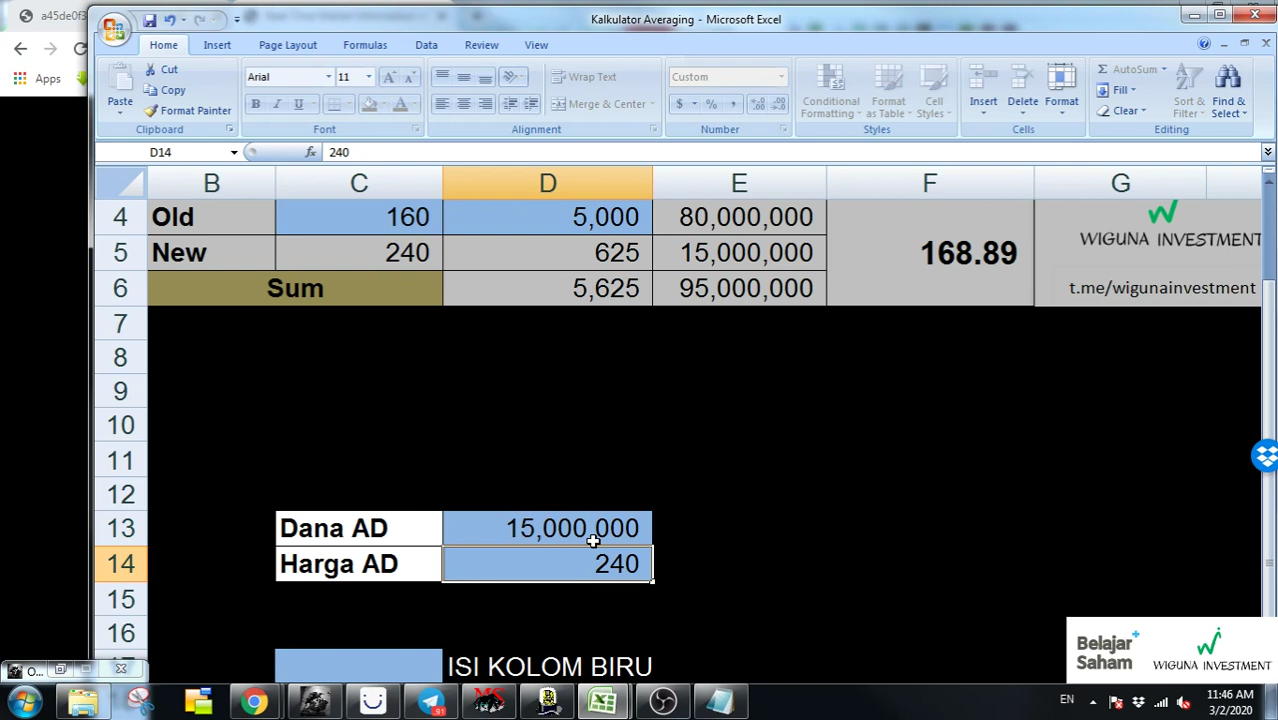 a45de0f3
Kalkulator Averaging - Microsoft Excel
Home Insert Page Layout Formulas Data Review View
Apps
Paste Cut Copy Format Painter
Arial 11
B I U
Wrap Text
Merge & Center
Custom
$ % ,
Conditional Formatting
Format as Table
Cell Styles
Insert Delete Format
AutoSum Fill Clear
Sort & Filter
Find & Select
Clipboard Font Alignment Number Styles Cells Editing
D14 fx 240
B C D E F G
4 Old 160 5,000 80,000,000
5 New 240 625 15,000,000 168.89 WIGUNA INVESTMENT
6 Sum 5,625 95,000,000 t.me/wigunainvestment
7
8
9
10
11
12
13 Dana AD 15,000,000
14 Harga AD 240
15
16
17 ISI KOLOM BIRU
Belajar+ Saham
WIGUNA INVESTMENT
O...
91
EN 11:46 AM
3/2/2020